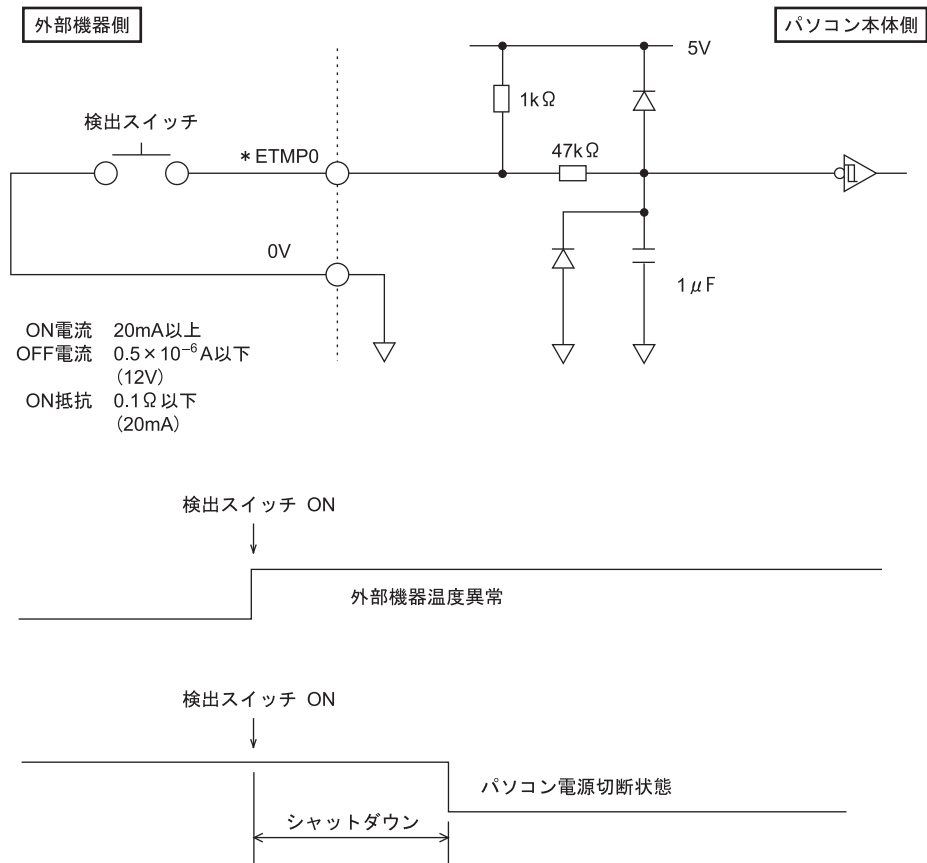 外部機器側
パソコン本体側
5V
1kΩ
検出スイッチ
47kΩ
＊ETMP0
0V
1μF
ON電流 20mA以上
OFF電流 0.5×10⁻⁶A以下
(12V)
ON抵抗 0.1Ω以下
(20mA)
検出スイッチ ON
外部機器温度異常
検出スイッチ ON
パソコン電源切断状態
シャットダウン